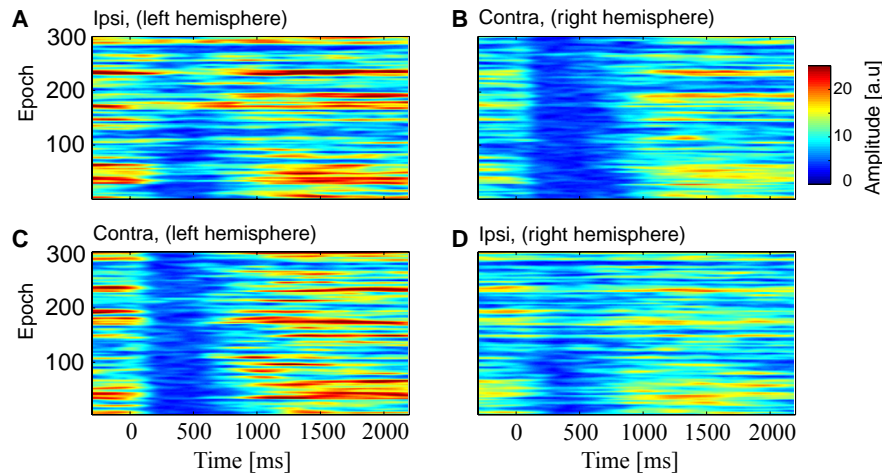 A
Ipsi, (left hemisphere)
B
Contra, (right hemisphere)
300
200
100
Epoch
20
10
0
Amplitude [a.u]
C
Contra, (left hemisphere)
D
Ipsi, (right hemisphere)
300
200
100
Epoch
0 500 1000 1500 2000
0 500 1000 1500 2000
Time [ms]
Time [ms]